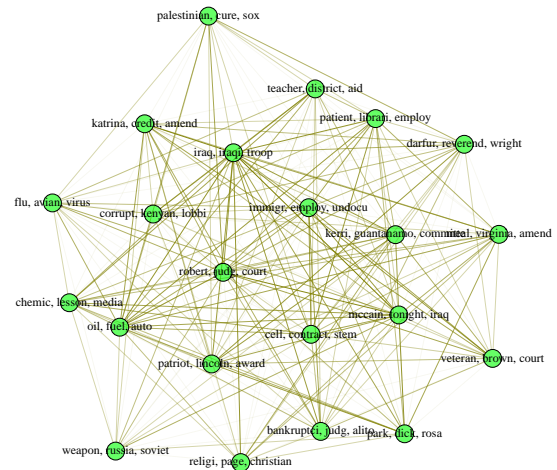 palestinian, cure, sox
teacher, district, aid
katrina, credit, amend
patient, librari, employ
iraq, iraqi, troop
darfur, reverend, wright
flu, avian, virus
corrupt, kenyan, lobbi
immigr, employ, undocu
kerri, guantanamo, committe
virginia, amend
robert, judg, court
chemic, lesson, media
oil, fuel, auto
mccain, tonight, iraq
cell, contract, stem
patriot, lincoln, award
veteran, brown, court
bankruptci, judg, alito
park, dick, rosa
weapon, russia, soviet
religi, page, christian